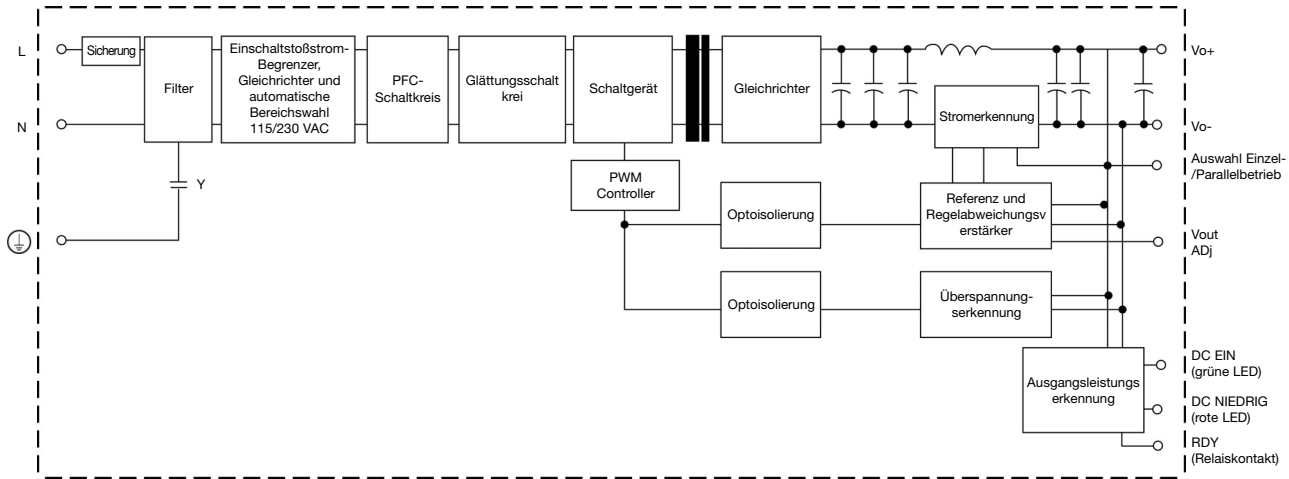 L
Sicherung
N
Filter
Y
Einschaltstoßstrom-
Begrenzer,
Gleichrichter und
automatische
Bereichswahl
115/230 VAC
PFC-
Schaltkreis
Glättungsschalt
krei
Schaltgerät
Gleichrichter
Stromerkennung
PWM
Controller
Optoisolierung
Referenz und
Regelabweichungsv
erstärker
Optoisolierung
Überspannung-
serkennung
Ausgangsleistungs
erkennung
Vo+
Vo-
Auswahl Einzel-
/Parallelbetrieb
Vout
ADj
DC EIN
(grüne LED)
DC NIEDRIG
(rote LED)
RDY
(Relaiskontakt)